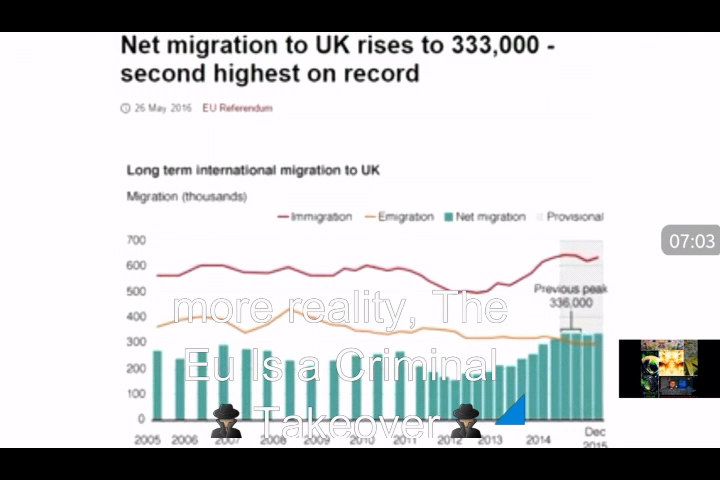 Net migration to UK rises to 333,000 -
second highest on record
26 May 2016 EU Referendum
Long term international migration to UK
Migration (thousands)
Immigration Emigration Net migration Provisional
700
600
500
400
300
200
100
0
Previous peak
336,000
07:03
more reality, The
Eu Is a Criminal
Takeover
2005 2006 2007 2008 2009 2010 2011 2012 2013 2014 Dec
2015